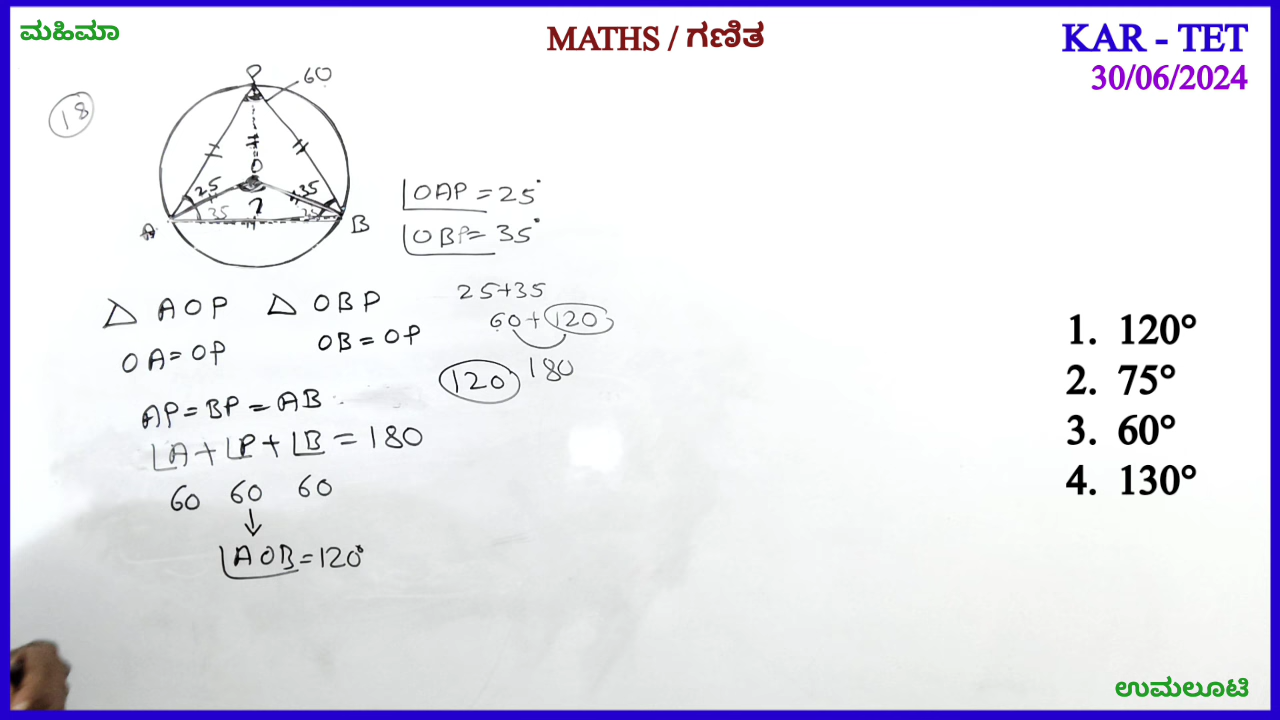 ಮಹಿಮಾ
MATHS / ಗಣಿತ
KAR - TET
30/06/2024
18
P
60
O
25
35
35
25
?
A
B
∠OAP = 25°
∠OBP = 35°
△ AOP △ OBP
OA = OP OB = OP
25+35
60 + 120
180
120
AP = BP = AB
∠A + ∠P + ∠B = 180
60 60 60
↓
∠AOB = 120°
1. 120°
2. 75°
3. 60°
4. 130°
ಉಮಲೂಟಿ